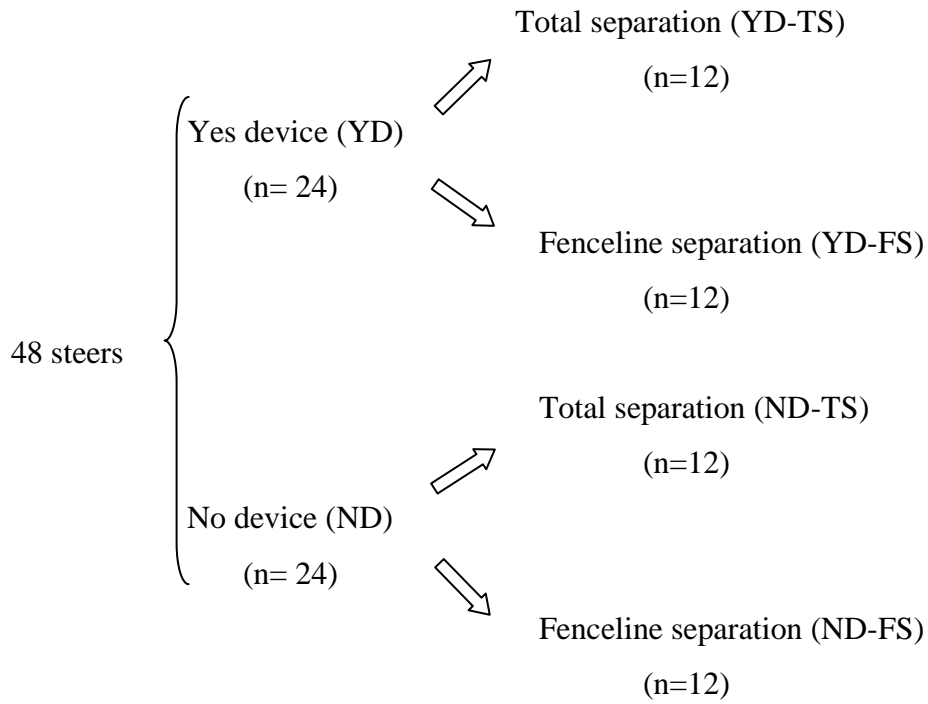 Total separation (YD-TS)
(n=12)
Yes device (YD)
(n= 24)
Fenceline separation (YD-FS)
(n=12)
48 steers
Total separation (ND-TS)
(n=12)
No device (ND)
(n= 24)
Fenceline separation (ND-FS)
(n=12)